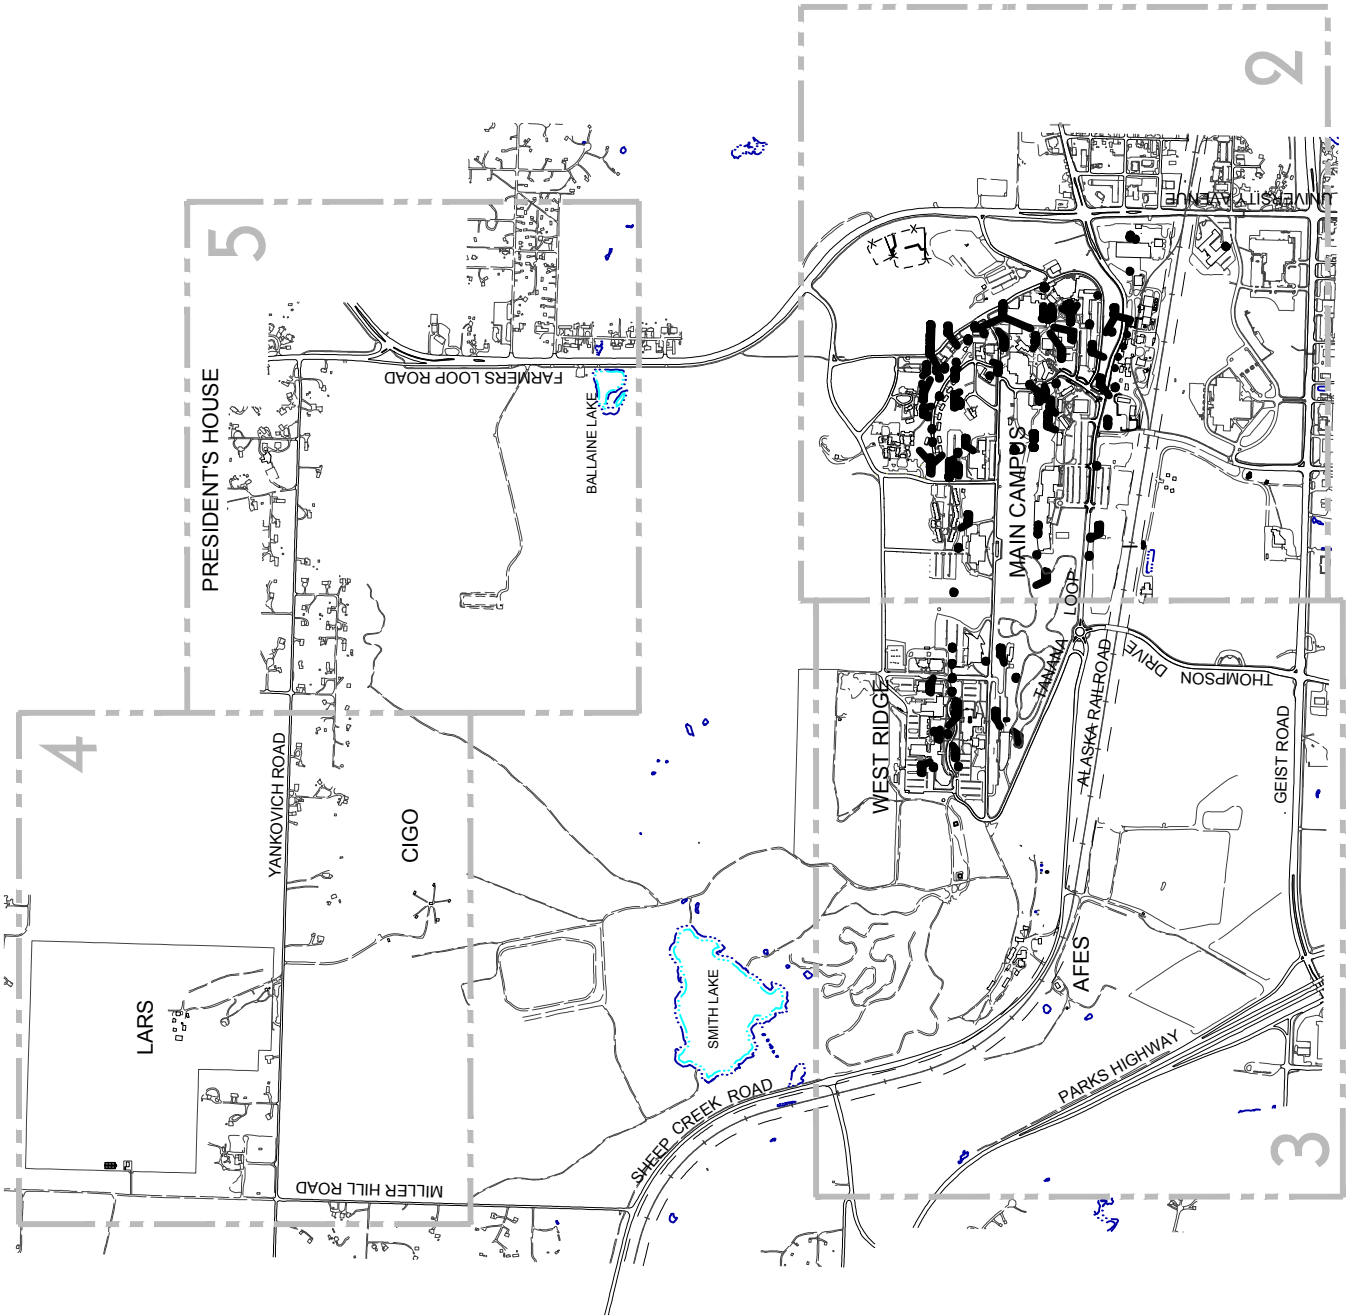 2
UNIVERSITY AVENUE
5
PRESIDENT'S HOUSE
FARMERS LOOP ROAD
BALLAINE LAKE
MAIN CAMPUS
TANANA LOOP
ALASKA RAILROAD
THOMPSON DRIVE
WEST RIDGE
GEIST ROAD
4
YANKOVICH ROAD
CIGO
LARS
SMITH LAKE
AFES
SHEEP CREEK ROAD
PARKS HIGHWAY
MILLER HILL ROAD
3